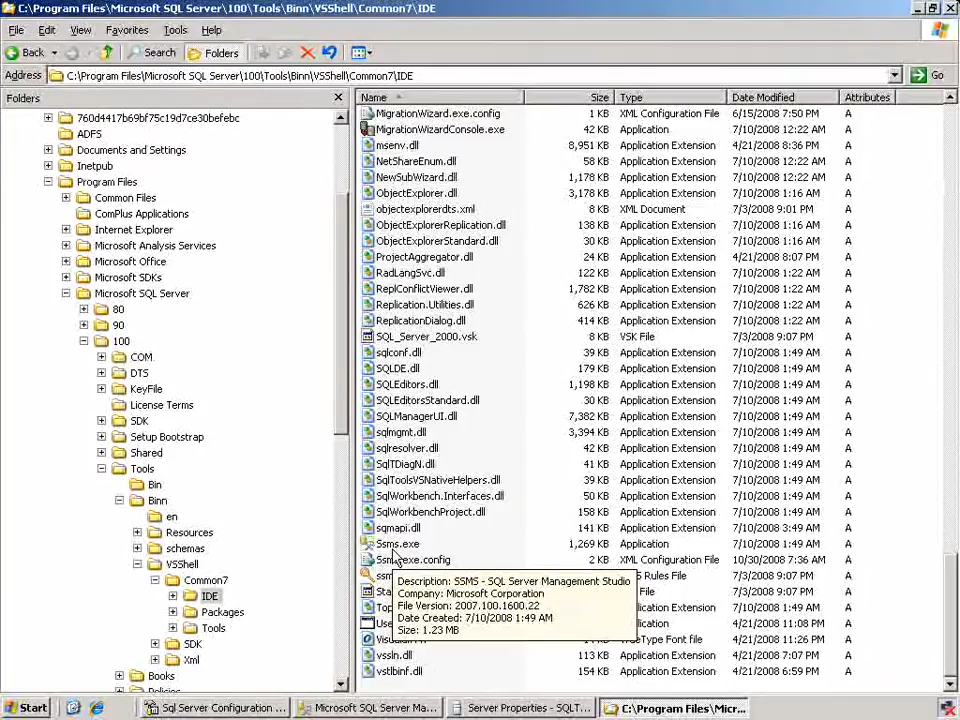 C:\Program Files\Microsoft SQL Server\100\Tools\Binn\VSShell\Common7\IDE
File Edit View Favorites Tools Help
Back Search Folders
Address C:\Program Files\Microsoft SQL Server\100\Tools\Binn\VSShell\Common7\IDE Go
Folders
760d4417b69bf75c19d7ce30befebc
ADFS
Documents and Settings
Inetpub
Program Files
Common Files
ComPlus Applications
Internet Explorer
Microsoft Analysis Services
Microsoft Office
Microsoft SDKs
Microsoft SQL Server
80
90
100
COM
DTS
KeyFile
License Terms
SDK
Setup Bootstrap
Shared
Tools
Bin
Binn
en
Resources
schemas
VSShell
Common7
IDE
Packages
Tools
SDK
Xml
Books
Name Size Type Date Modified Attributes
MigrationWizard.exe.config 1 KB XML Configuration File 6/15/2008 7:50 PM A
MigrationWizardConsole.exe 42 KB Application 7/10/2008 12:22 AM A
msenv.dll 8,951 KB Application Extension 4/21/2008 8:36 PM A
NetShareEnum.dll 58 KB Application Extension 7/10/2008 12:22 AM A
NewSubWizard.dll 1,178 KB Application Extension 7/10/2008 12:22 AM A
ObjectExplorer.dll 3,178 KB Application Extension 7/10/2008 1:16 AM A
objectexplorerdts.xml 8 KB XML Document 7/3/2008 9:01 PM A
ObjectExplorerReplication.dll 138 KB Application Extension 7/10/2008 1:16 AM A
ObjectExplorerStandard.dll 30 KB Application Extension 7/10/2008 1:16 AM A
ProjectAggregator.dll 24 KB Application Extension 4/21/2008 8:07 PM A
RadLangSvc.dll 122 KB Application Extension 7/10/2008 1:22 AM A
ReplConflictViewer.dll 1,782 KB Application Extension 7/10/2008 1:22 AM A
Replication.Utilities.dll 626 KB Application Extension 7/10/2008 1:22 AM A
ReplicationDialog.dll 414 KB Application Extension 7/10/2008 1:22 AM A
SQL_Server_2000.vsk 8 KB VSK File 7/3/2008 9:07 PM A
sqlconf.dll 39 KB Application Extension 7/10/2008 1:49 AM A
SQLDE.dll 179 KB Application Extension 7/10/2008 1:49 AM A
SQLEditors.dll 1,198 KB Application Extension 7/10/2008 1:49 AM A
SQLEditorsStandard.dll 30 KB Application Extension 7/10/2008 1:49 AM A
SQLManagerUI.dll 7,382 KB Application Extension 7/10/2008 1:49 AM A
sqlmgmt.dll 3,394 KB Application Extension 7/10/2008 1:49 AM A
sqlresolver.dll 42 KB Application Extension 7/10/2008 1:49 AM A
SqlTDiagN.dll 41 KB Application Extension 7/10/2008 1:49 AM A
SqlToolsVSNativeHelpers.dll 39 KB Application Extension 7/10/2008 1:49 AM A
SqlWorkbench.Interfaces.dll 50 KB Application Extension 7/10/2008 1:49 AM A
SqlWorkbenchProject.dll 158 KB Application Extension 7/10/2008 1:49 AM A
sqmapi.dll 141 KB Application Extension 7/10/2008 3:43 AM A
Ssms.exe 1,269 KB Application 7/10/2008 1:49 AM A
exe.config 2 KB XML Configuration File 10/30/2008 7:36 AM A
Rules File 7/10/2008 1:49 AM A
File 7/3/2008 9:07 PM A
7/10/2008 1:49 AM A
4/21/2008 11:26 PM A
TrueType Font file 4/21/2008 11:28 PM A
vssln.dll 113 KB Application Extension 4/21/2008 7:07 PM A
vstlbinf.dll 154 KB Application Extension 4/21/2008 6:59 PM A
Description: SSMS - SQL Server Management Studio
Company: Microsoft Corporation
File Version: 2007.100.1600.22
Date Created: 7/10/2008 1:49 AM
Size: 1.23 MB
Start Sql Server Configuration ... Microsoft SQL Server Ma... Server Properties - SQLT... C:\Program Files\Micr...